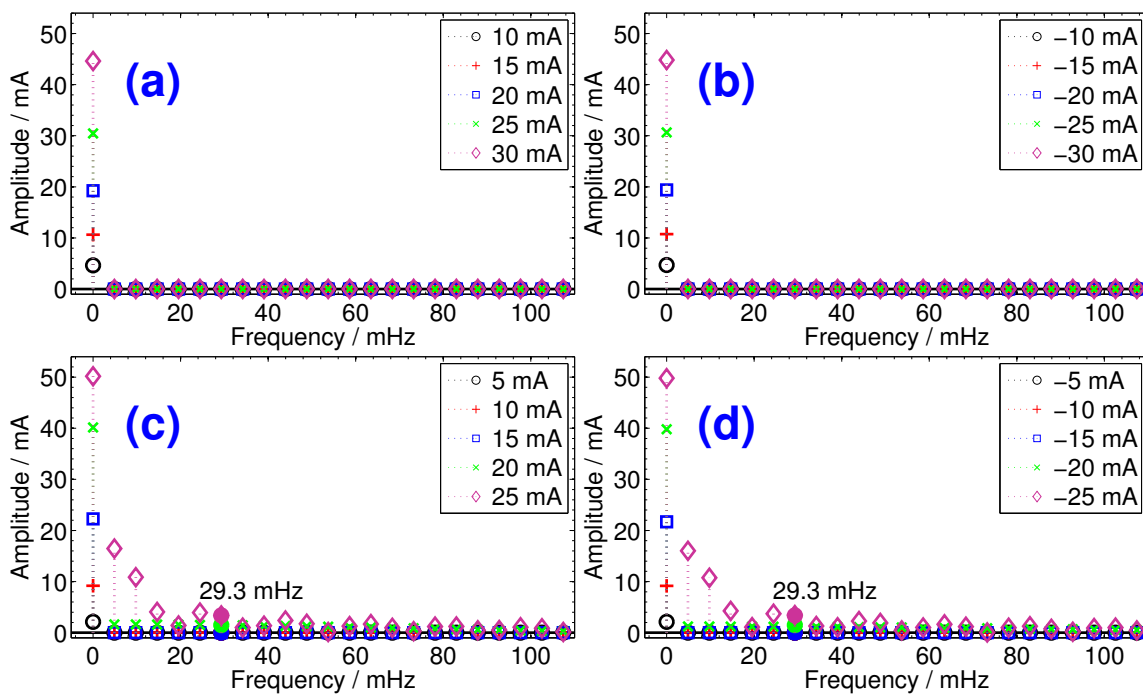 50
40
30
20
10
0
Amplitude / mA
(a)
10 mA
15 mA
20 mA
25 mA
30 mA
0 20 40 60 80 100
Frequency / mHz
50
40
30
20
10
0
Amplitude / mA
(b)
−10 mA
−15 mA
−20 mA
−25 mA
−30 mA
0 20 40 60 80 100
Frequency / mHz
50
40
30
20
10
0
Amplitude / mA
(c)
5 mA
10 mA
15 mA
20 mA
25 mA
29.3 mHz
0 20 40 60 80 100
Frequency / mHz
50
40
30
20
10
0
Amplitude / mA
(d)
−5 mA
−10 mA
−15 mA
−20 mA
−25 mA
29.3 mHz
0 20 40 60 80 100
Frequency / mHz